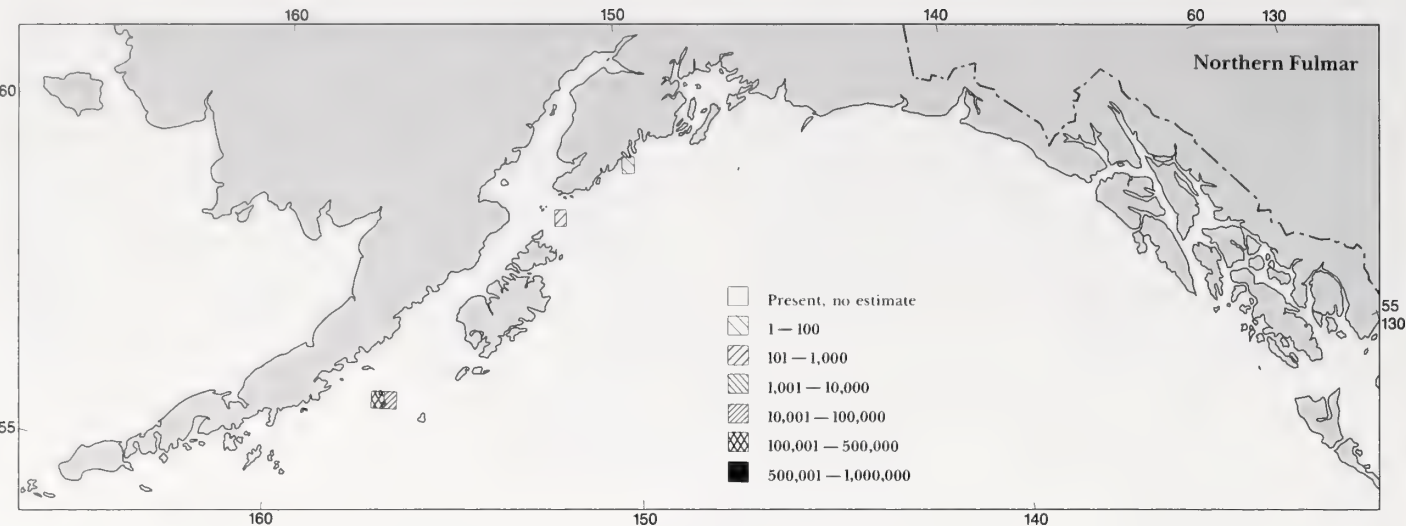 160 150 140 60 130
Northern Fulmar
60
Present, no estimate
1 — 100
55
130
101 — 1,000
1,001 — 10,000
10,001 — 100,000
55
100,001 — 500,000
500,001 — 1,000,000
160 150 140